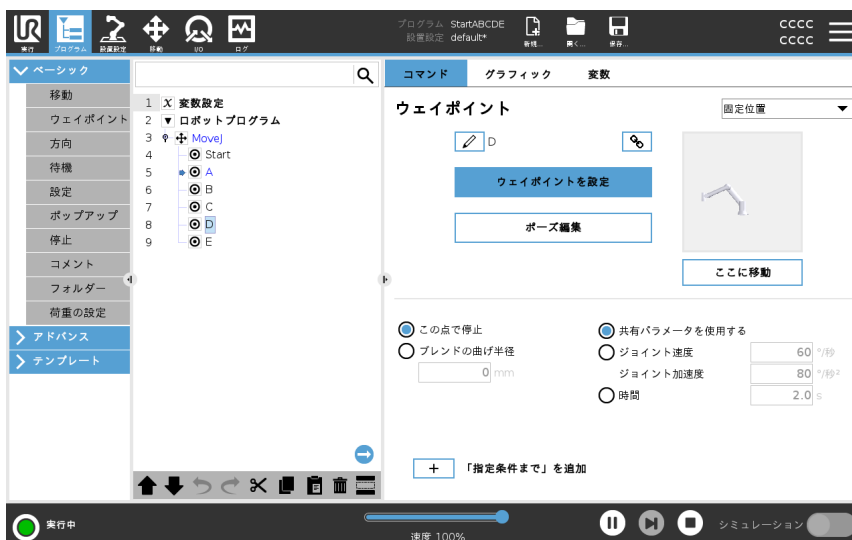 UR
実行
プログラム
設置設定
移動
I/O
ログ
プログラム StartABCDE
設置設定 default*
新規...
開く...
保存...
CCCC
CCCC
ベーシック
移動
ウェイポイント
方向
待機
設定
ポップアップ
停止
コメント
フォルダー
荷重の設定
アドバンス
テンプレート
1 X 変数設定
2 ロボットプログラム
3 MoveJ
4 Start
5 A
6 B
7 C
8 D
9 E
コマンド グラフィック 変数
ウェイポイント 固定位置
D
ウェイポイントを設定
ポーズ編集
ここに移動
この点で停止
ブレンドの曲げ半径
0 mm
共有パラメータを使用する
ジョイント速度 60 °/秒
ジョイント加速度 80 °/秒²
時間 2.0 s
+ 「指定条件まで」を追加
実行中
速度 100%
シミュレーション